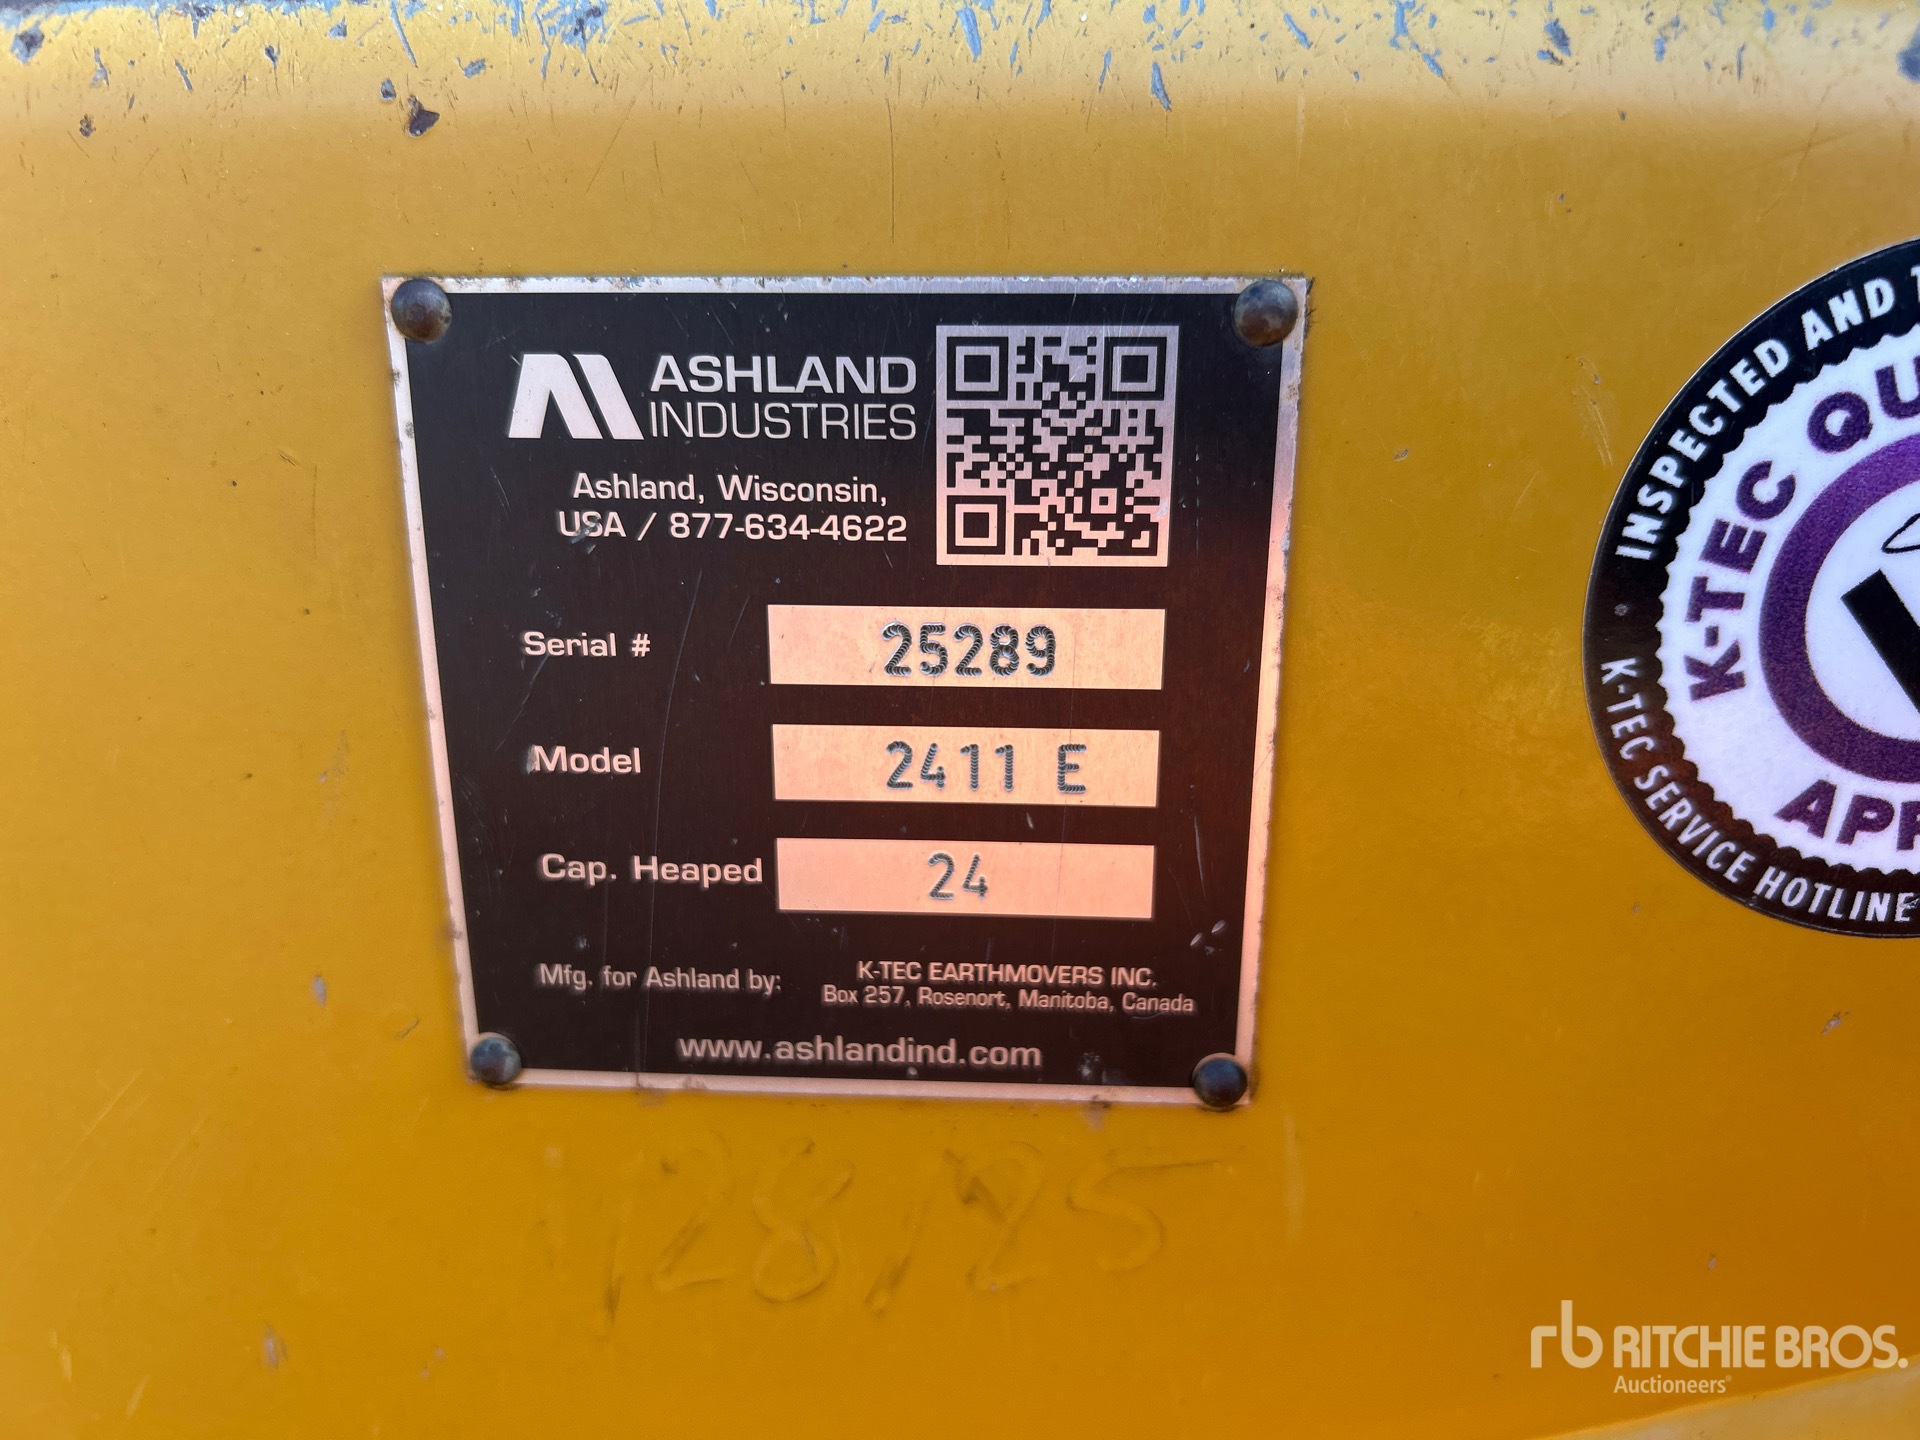 ASHLAND
INDUSTRIES
Ashland, Wisconsin,
USA / 877-634-4622
Serial # 25289
Model 2411 E
Cap. Heaped 24
Mfg. for Ashland by: K-TEC EARTHMOVERS INC.
Box 257, Rosenort, Manitoba, Canada
www.ashlandind.com
INSPECTED AND
K-TEC
K-TEC SERVICE HOTLINE
rb RITCHIE BROS.
Auctioneers